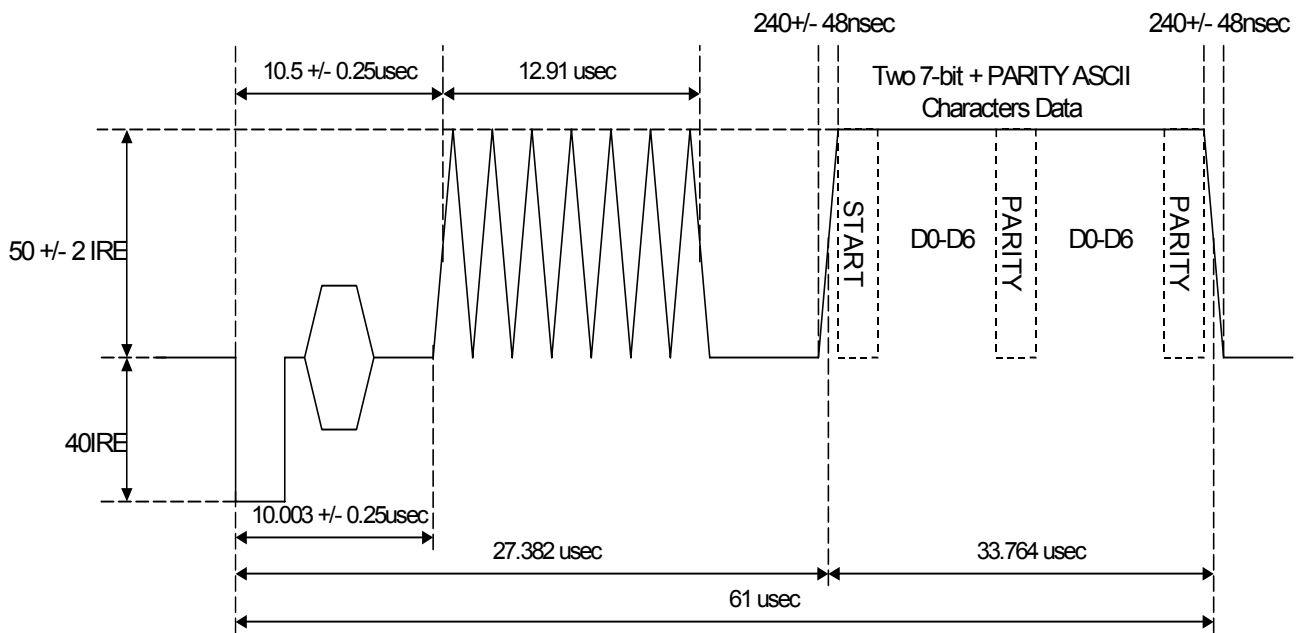 240+/- 48nsec
240+/- 48nsec
10.5 +/- 0.25usec
12.91 usec
Two 7-bit + PARITY ASCII
Characters Data
50 +/- 2 IRE
START
D0-D6
PARITY
D0-D6
PARITY
40IRE
10.003 +/- 0.25usec
27.382 usec
33.764 usec
61 usec